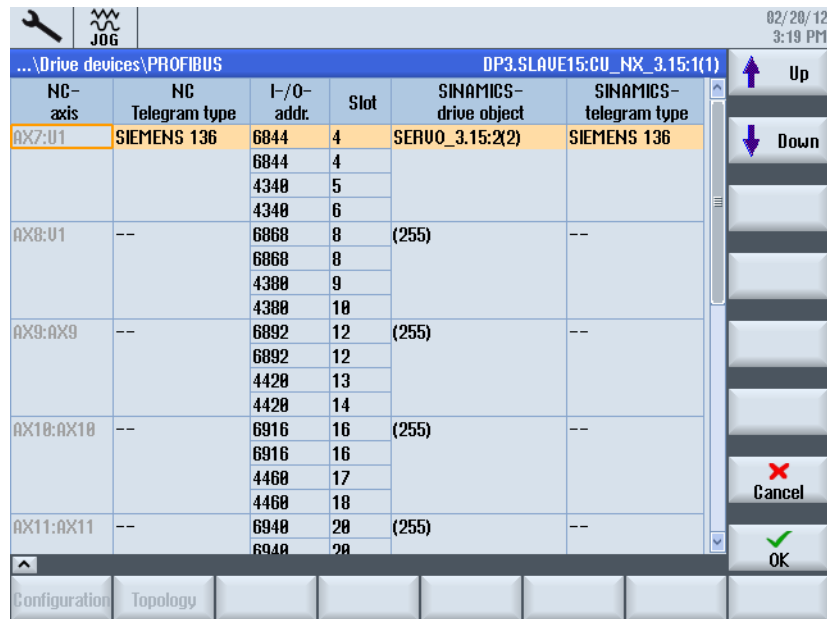 JOG
02/20/12
3:19 PM
...\Drive devices\PROFIBUS DP3.SLAVE15:CU_NX_3.15:1(1)
NC-axis NC Telegram type I-/O-addr. Slot SINAMICS-drive object SINAMICS-telegram type
AX7:U1 SIEMENS 136 6844 4 SERVO_3.15:2(2) SIEMENS 136
6844 4
4340 5
4340 6
AX8:V1 -- 6868 8 (255) --
6868 8
4380 9
4380 10
AX9:AX9 -- 6892 12 (255) --
6892 12
4420 13
4420 14
AX10:AX10 -- 6916 16 (255) --
6916 16
4460 17
4460 18
AX11:AX11 -- 6940 20 (255) --
6940 20
Up
Down
Cancel
OK
Configuration Topology